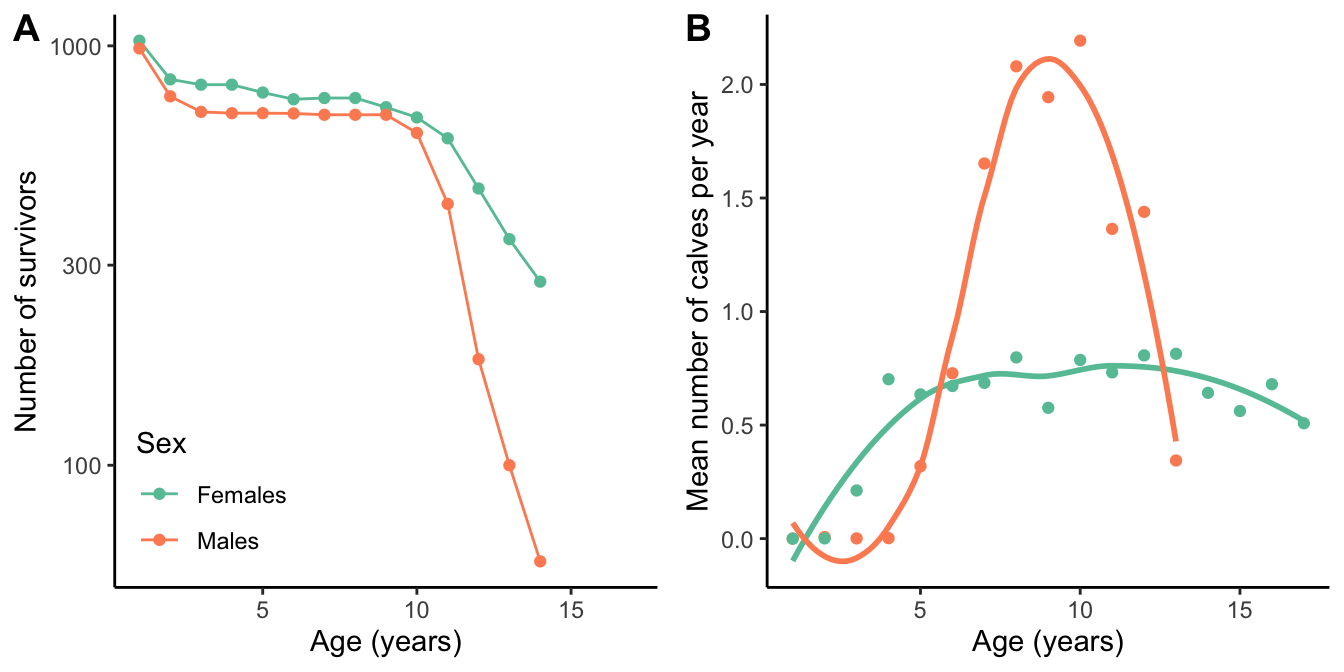 A
Number of survivors
1000
300
100
Sex
Females
Males
5
10
15
Age (years)
B
Mean number of calves per year
2.0
1.5
1.0
0.5
0.0
5
10
15
Age (years)